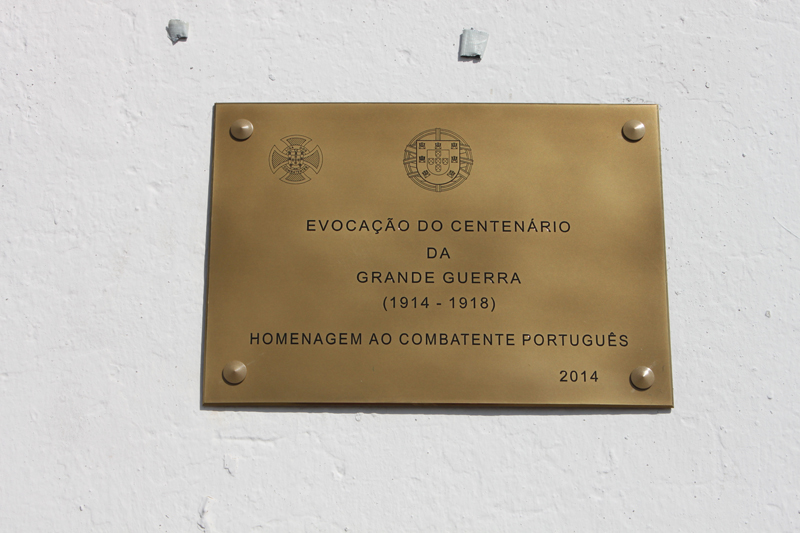 EVOCAÇÃO DO CENTENÁRIO
DA
GRANDE GUERRA
(1914 - 1918)
HOMENAGEM AO COMBATENTE PORTUGUÊS
2014